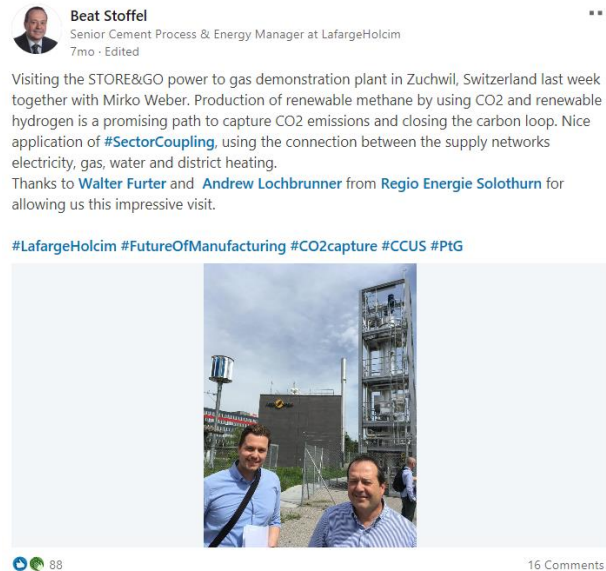 Beat Stoffel
Senior Cement Process & Energy Manager at LafargeHolcim
7mo · Edited
Visiting the STORE&GO power to gas demonstration plant in Zuchwil, Switzerland last week
together with Mirko Weber. Production of renewable methane by using CO2 and renewable
hydrogen is a promising path to capture CO2 emissions and closing the carbon loop. Nice
application of #SectorCoupling, using the connection between the supply networks
electricity, gas, water and district heating.
Thanks to Walter Furter and Andrew Lochbrunner from Regio Energie Solothurn for
allowing us this impressive visit.
#LafargeHolcim #FutureOfManufacturing #CO2capture #CCUS #PtG
88
16 Comments